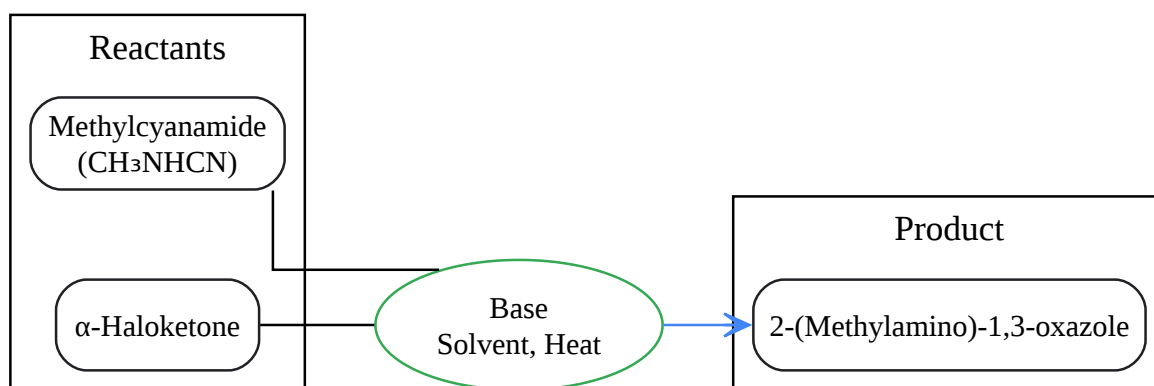 Reactants
Methylcyanamide
(CH₃NHCN)
α-Haloketone
Base
Solvent, Heat
Product
2-(Methylamino)-1,3-oxazole